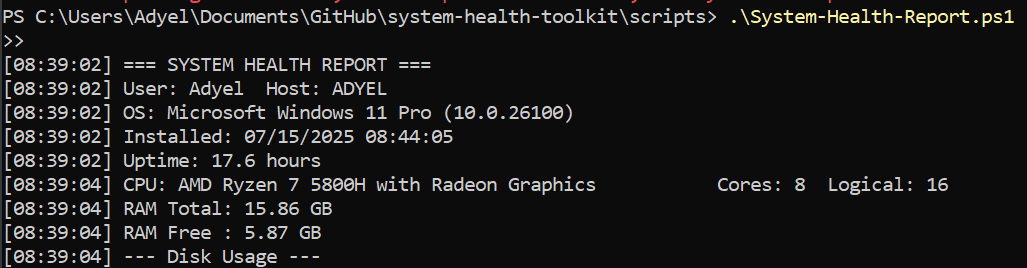 PS C:\Users\Adyel\Documents\GitHub\system-health-toolkit\scripts> .\System-Health-Report.ps1
>>
[08:39:02] === SYSTEM HEALTH REPORT ===
[08:39:02] User: Adyel  Host: ADYEL
[08:39:02] OS: Microsoft Windows 11 Pro (10.0.26100)
[08:39:02] Installed: 07/15/2025 08:44:05
[08:39:02] Uptime: 17.6 hours
[08:39:04] CPU: AMD Ryzen 7 5800H with Radeon Graphics         Cores: 8  Logical: 16
[08:39:04] RAM Total: 15.86 GB
[08:39:04] RAM Free : 5.87 GB
[08:39:04] --- Disk Usage ---